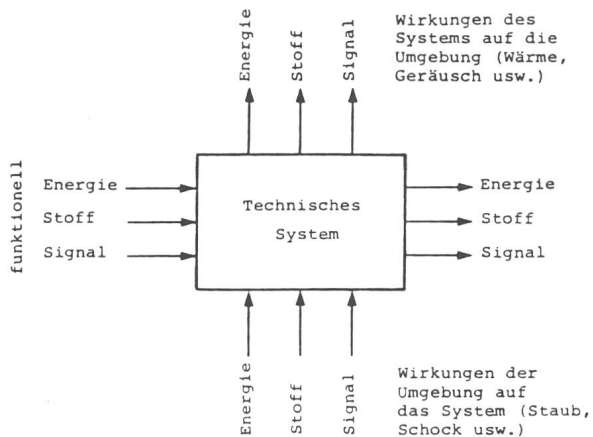 Energie
Stoff
Signal
Wirkungen des
Systems auf die
Umgebung (Wärme,
Geräusch usw.)
funktionell
Energie
Stoff
Signal
Technisches
System
Energie
Stoff
Signal
Energie
Stoff
Signal
Wirkungen der
Umgebung auf
das System (Staub,
Schock usw.)